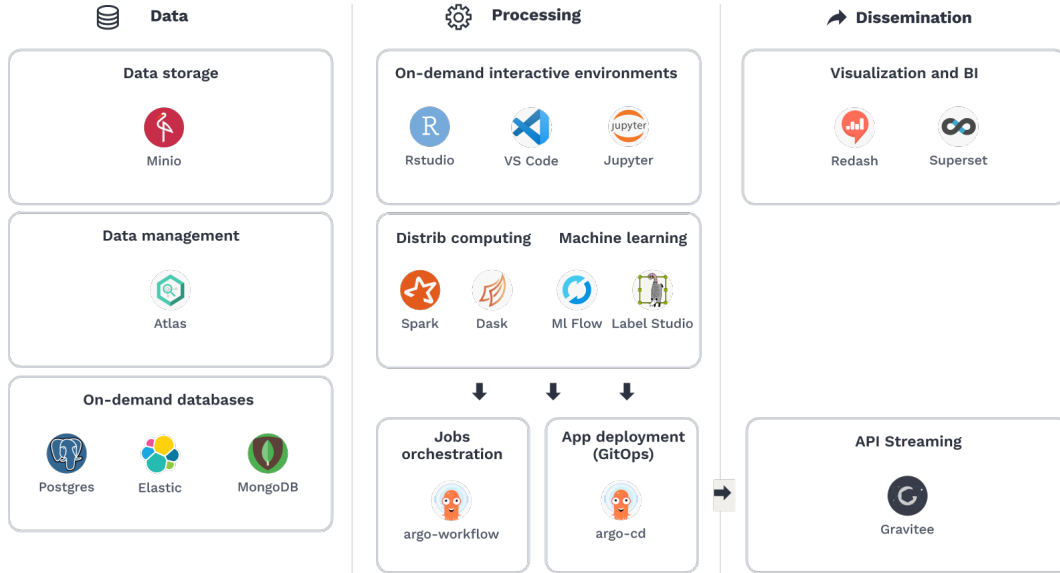 Data
Processing
Dissemination
Data storage
Minio
On-demand interactive environments
R
Rstudio
VS Code
jupyter
Jupyter
Visualization and BI
Redash
Superset
Data management
Atlas
Distrib computing
Machine learning
Spark
Dask
Ml Flow
Label Studio
On-demand databases
Postgres
Elastic
MongoDB
Jobs
orchestration
argo-workflow
App deployment
(GitOps)
argo-cd
API Streaming
Gravitee